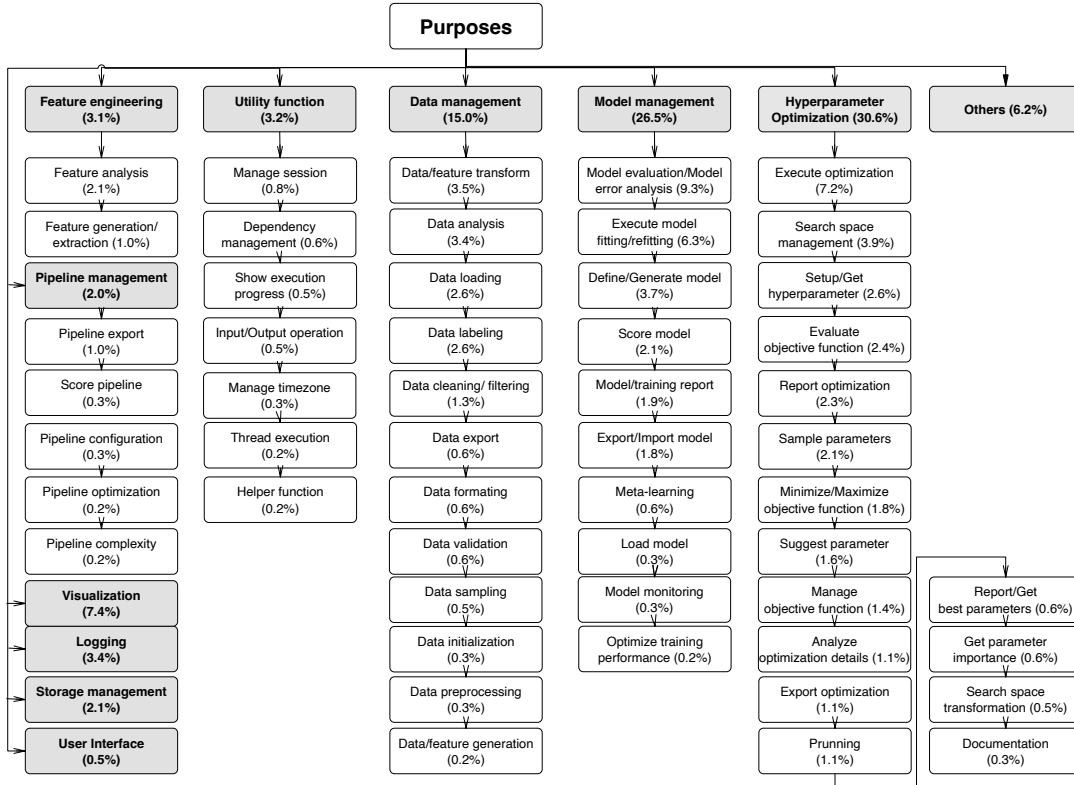 Purposes
Feature engineering
(3.1%)
Feature analysis
(2.1%)
Feature generation/
extraction (1.0%)
Pipeline management
(2.0%)
Pipeline export
(1.0%)
Score pipeline
(0.3%)
Pipeline configuration
(0.3%)
Pipeline optimization
(0.2%)
Pipeline complexity
(0.2%)
Visualization
(7.4%)
Logging
(3.4%)
Storage management
(2.1%)
User Interface
(0.5%)
Utility function
(3.2%)
Manage session
(0.8%)
Dependency
management (0.6%)
Show execution
progress (0.5%)
Input/Output operation
(0.5%)
Manage timezone
(0.3%)
Thread execution
(0.2%)
Helper function
(0.2%)
Data management
(15.0%)
Data/feature transform
(3.5%)
Data analysis
(3.4%)
Data loading
(2.6%)
Data labeling
(2.6%)
Data cleaning/ filtering
(1.3%)
Data export
(0.6%)
Data formating
(0.6%)
Data validation
(0.6%)
Data sampling
(0.5%)
Data initialization
(0.3%)
Data preprocessing
(0.3%)
Data/feature generation
(0.2%)
Model management
(26.5%)
Model evaluation/Model
error analysis (9.3%)
Execute model
fitting/refitting (6.3%)
Define/Generate model
(3.7%)
Score model
(2.1%)
Model/training report
(1.9%)
Export/Import model
(1.8%)
Meta-learning
(0.6%)
Load model
(0.3%)
Model monitoring
(0.3%)
Optimize training
performance (0.2%)
Hyperparameter
Optimization (30.6%)
Execute optimization
(7.2%)
Search space
management (3.9%)
Setup/Get
hyperparameter (2.6%)
Evaluate
objective function (2.4%)
Report optimization
(2.3%)
Sample parameters
(2.1%)
Minimize/Maximize
objective function (1.8%)
Suggest parameter
(1.6%)
Manage
objective function (1.4%)
Analyze
optimization details (1.1%)
Export optimization
(1.1%)
Prunning
(1.1%)
Others (6.2%)
Report/Get
best parameters (0.6%)
Get parameter
importance (0.6%)
Search space
transformation (0.5%)
Documentation
(0.3%)